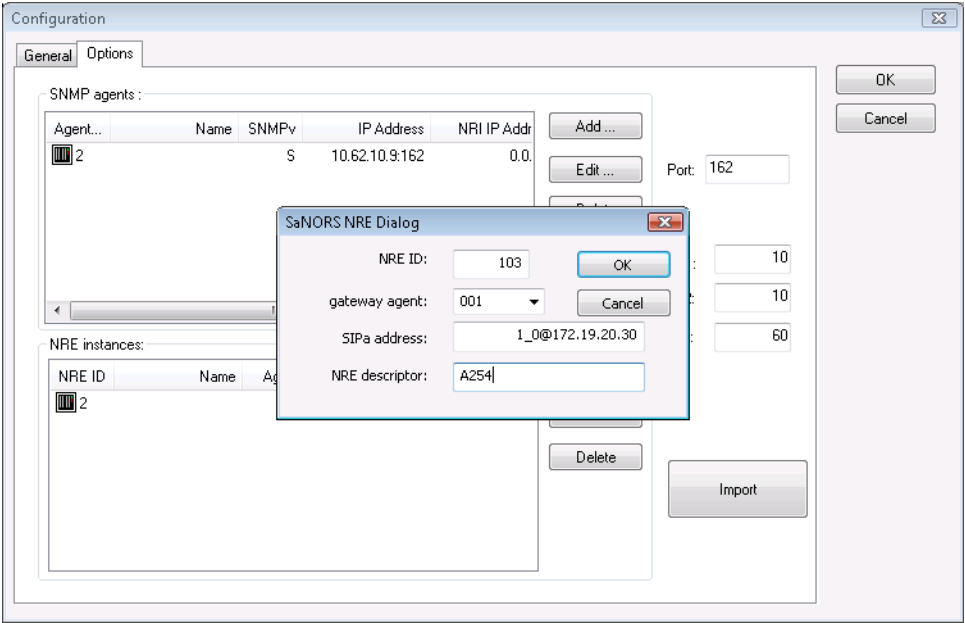 Configuration
General Options
OK
Cancel
SNMP agents :
Agent... Name SNMPv IP Address NRI IP Addr
2 S 10.62.10.9:162 0.0.
Add ...
Edit ...
Port: 162
SaNORS NRE Dialog
NRE ID: 103 OK
gateway agent: 001 Cancel
SIPa address: 1_0@172.19.20.30
NRE descriptor: A254
: 10
10
: 60
NRE instances:
NRE ID Name
2
Delete
Import